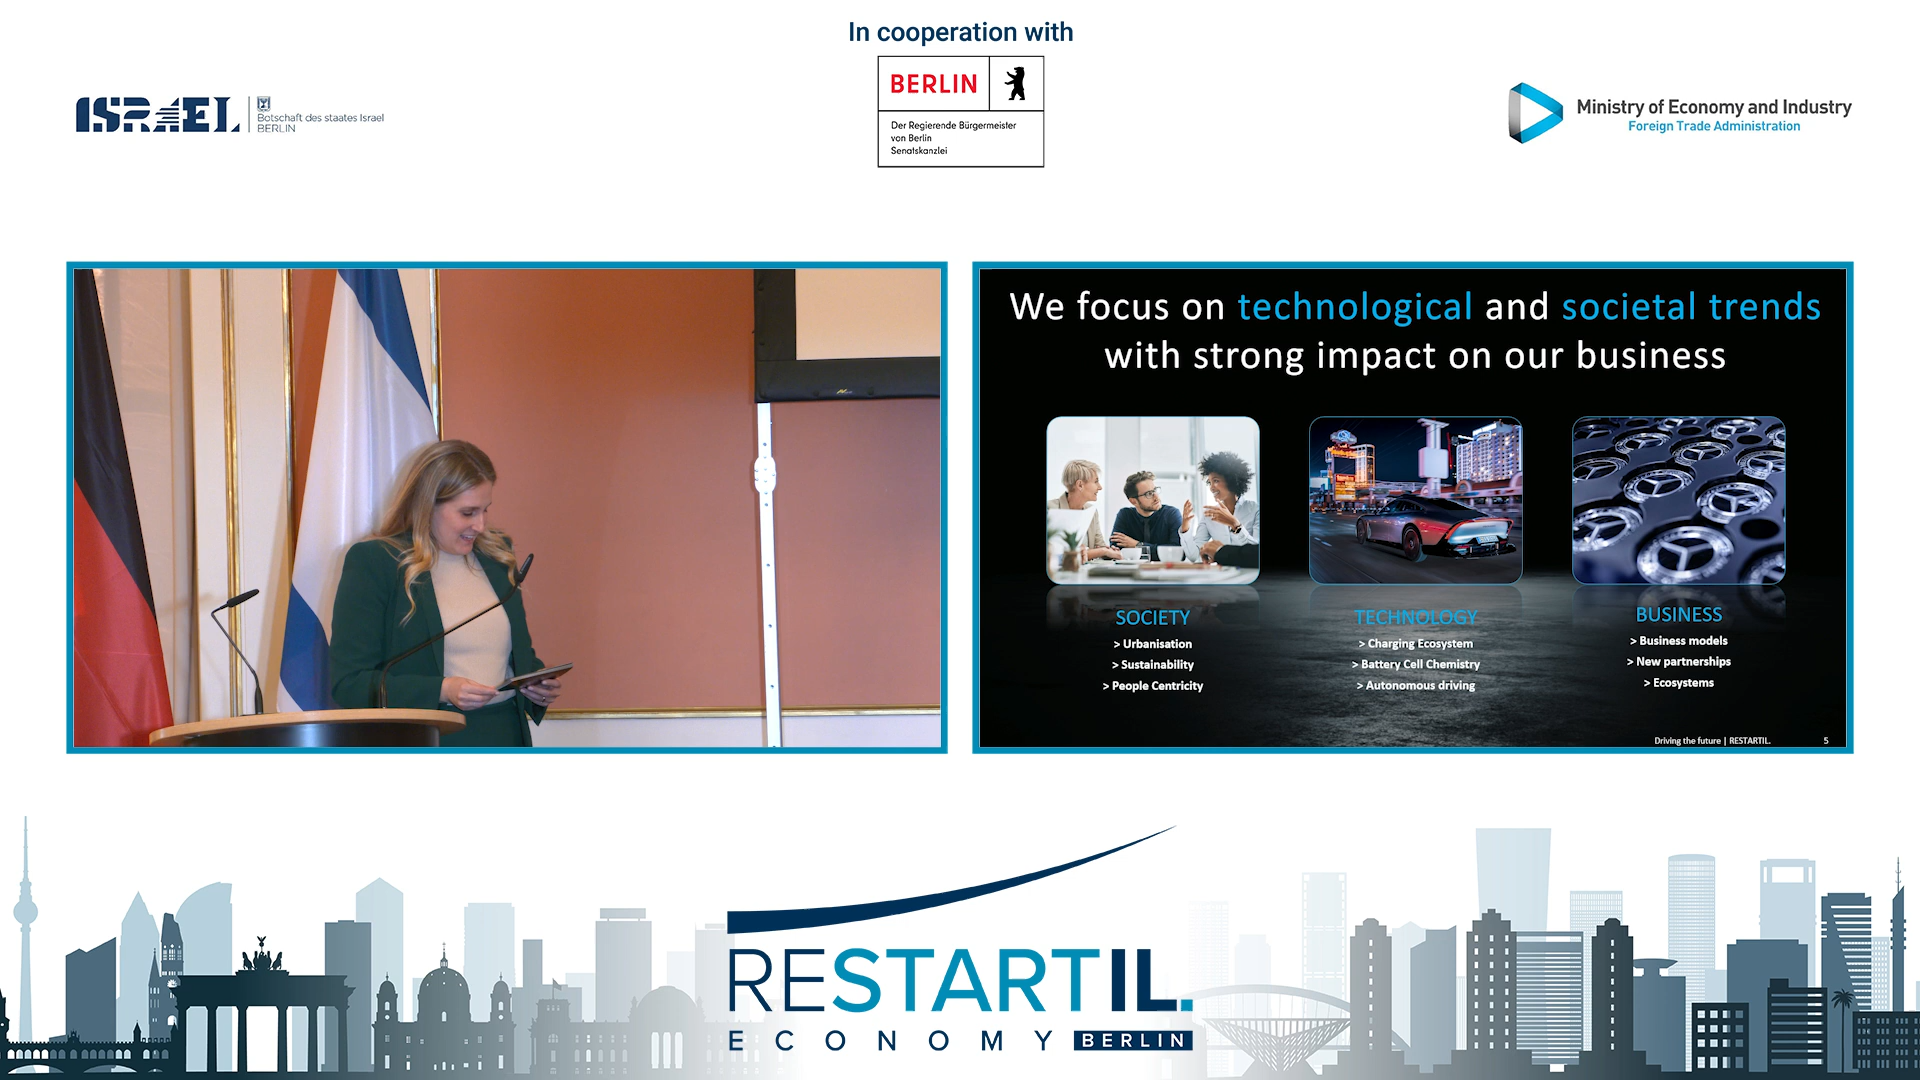 In cooperation with
ISRAEL
Botschaft des staates Israel
BERLIN
BERLIN
Der Regierende Bürgermeister
von Berlin
Senatskanzlei
Ministry of Economy and Industry
Foreign Trade Administration
We focus on technological and societal trends
with strong impact on our business
SOCIETY
> Urbanisation
> Sustainability
> People Centricity
TECHNOLOGY
> Charging Ecosystem
> Battery Cell Chemistry
> Autonomous driving
BUSINESS
> Business models
> New partnerships
> Ecosystems
Driving the future | RESTARTIL.
5
RESTARTIL.
ECONOMY BERLIN